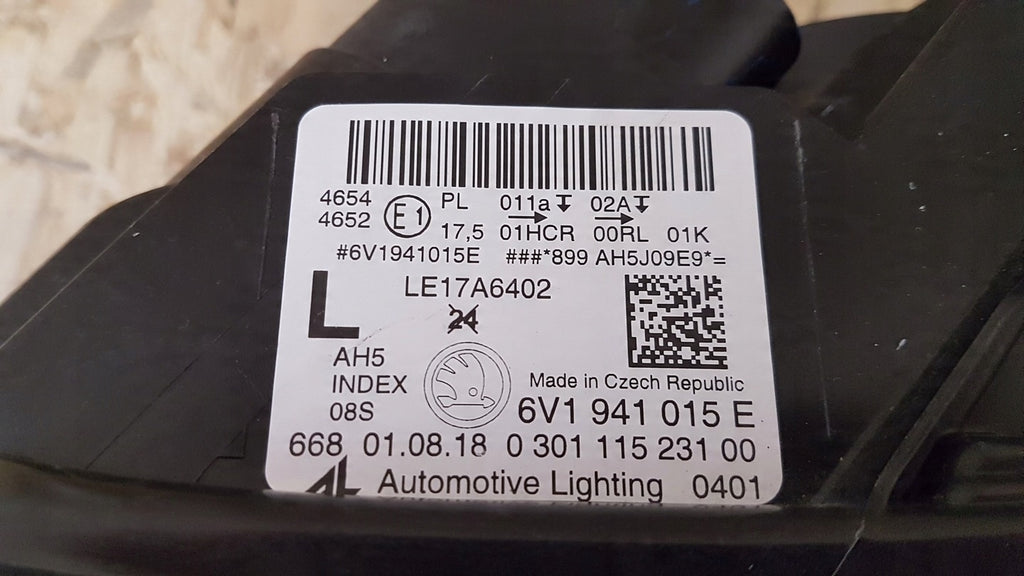 4654 PL 011a 02A
4652 E1 17,5 01HCR 00RL 01K
#6V1941015E ###*899 AH5J09E9*=
L LE17A6402
24
AH5
INDEX Made in Czech Republic
08S 6V1 941 015 E
668 01.08.18 0 301 115 231 00
Automotive Lighting 0401